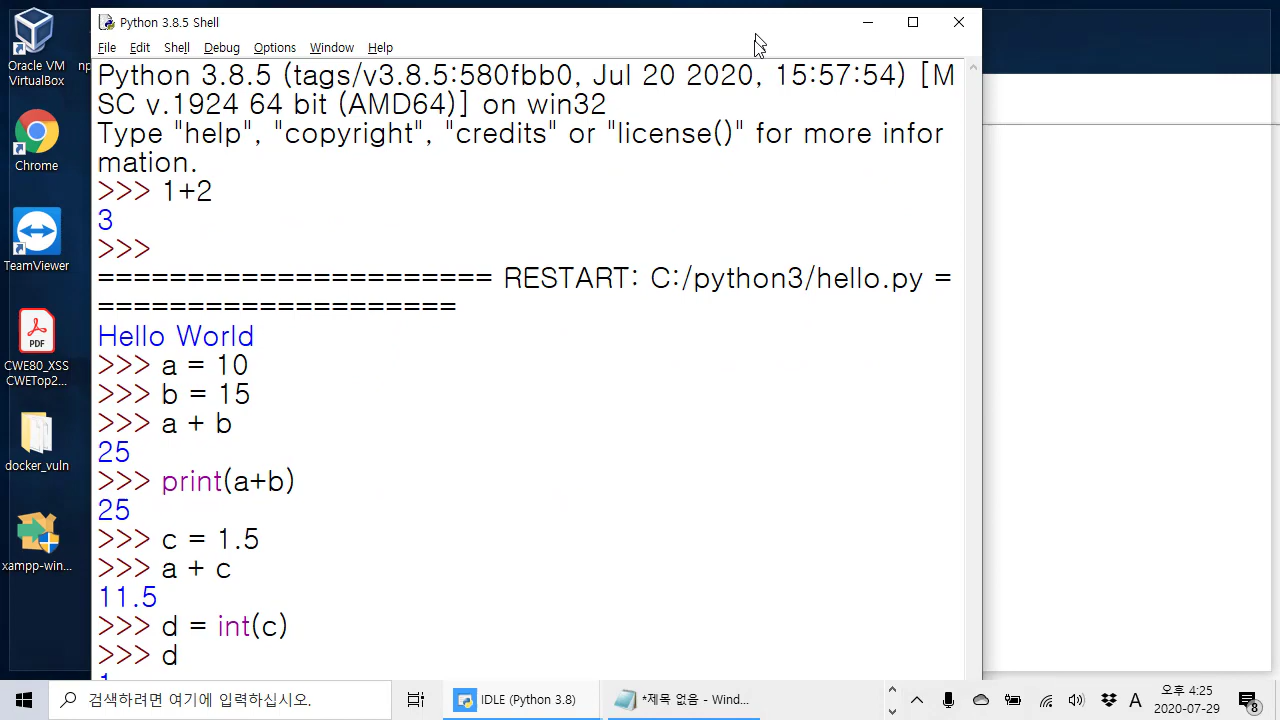 Python 3.8.5 Shell
File Edit Shell Debug Options Window Help
Python 3.8.5 (tags/v3.8.5:580fbb0, Jul 20 2020, 15:57:54) [M
SC v.1924 64 bit (AMD64)] on win32
Type "help", "copyright", "credits" or "license()" for more infor
mation.
>>> 1+2
3
>>>
====================== RESTART: C:/python3/hello.py =
====================
Hello World
>>> a = 10
>>> b = 15
>>> a + b
25
>>> print(a+b)
25
>>> c = 1.5
>>> a + c
11.5
>>> d = int(c)
>>> d
1
Oracle VM
VirtualBox
np
Chrome
TeamViewer
PDF
CWE80_XSS
CWETop2...
docker_vuln
xampp-win...
검색하려면 여기에 입력하십시오.
IDLE (Python 3.8)
*제목 없음 - Wind...
A
오후 4:25
2020-07-29
8